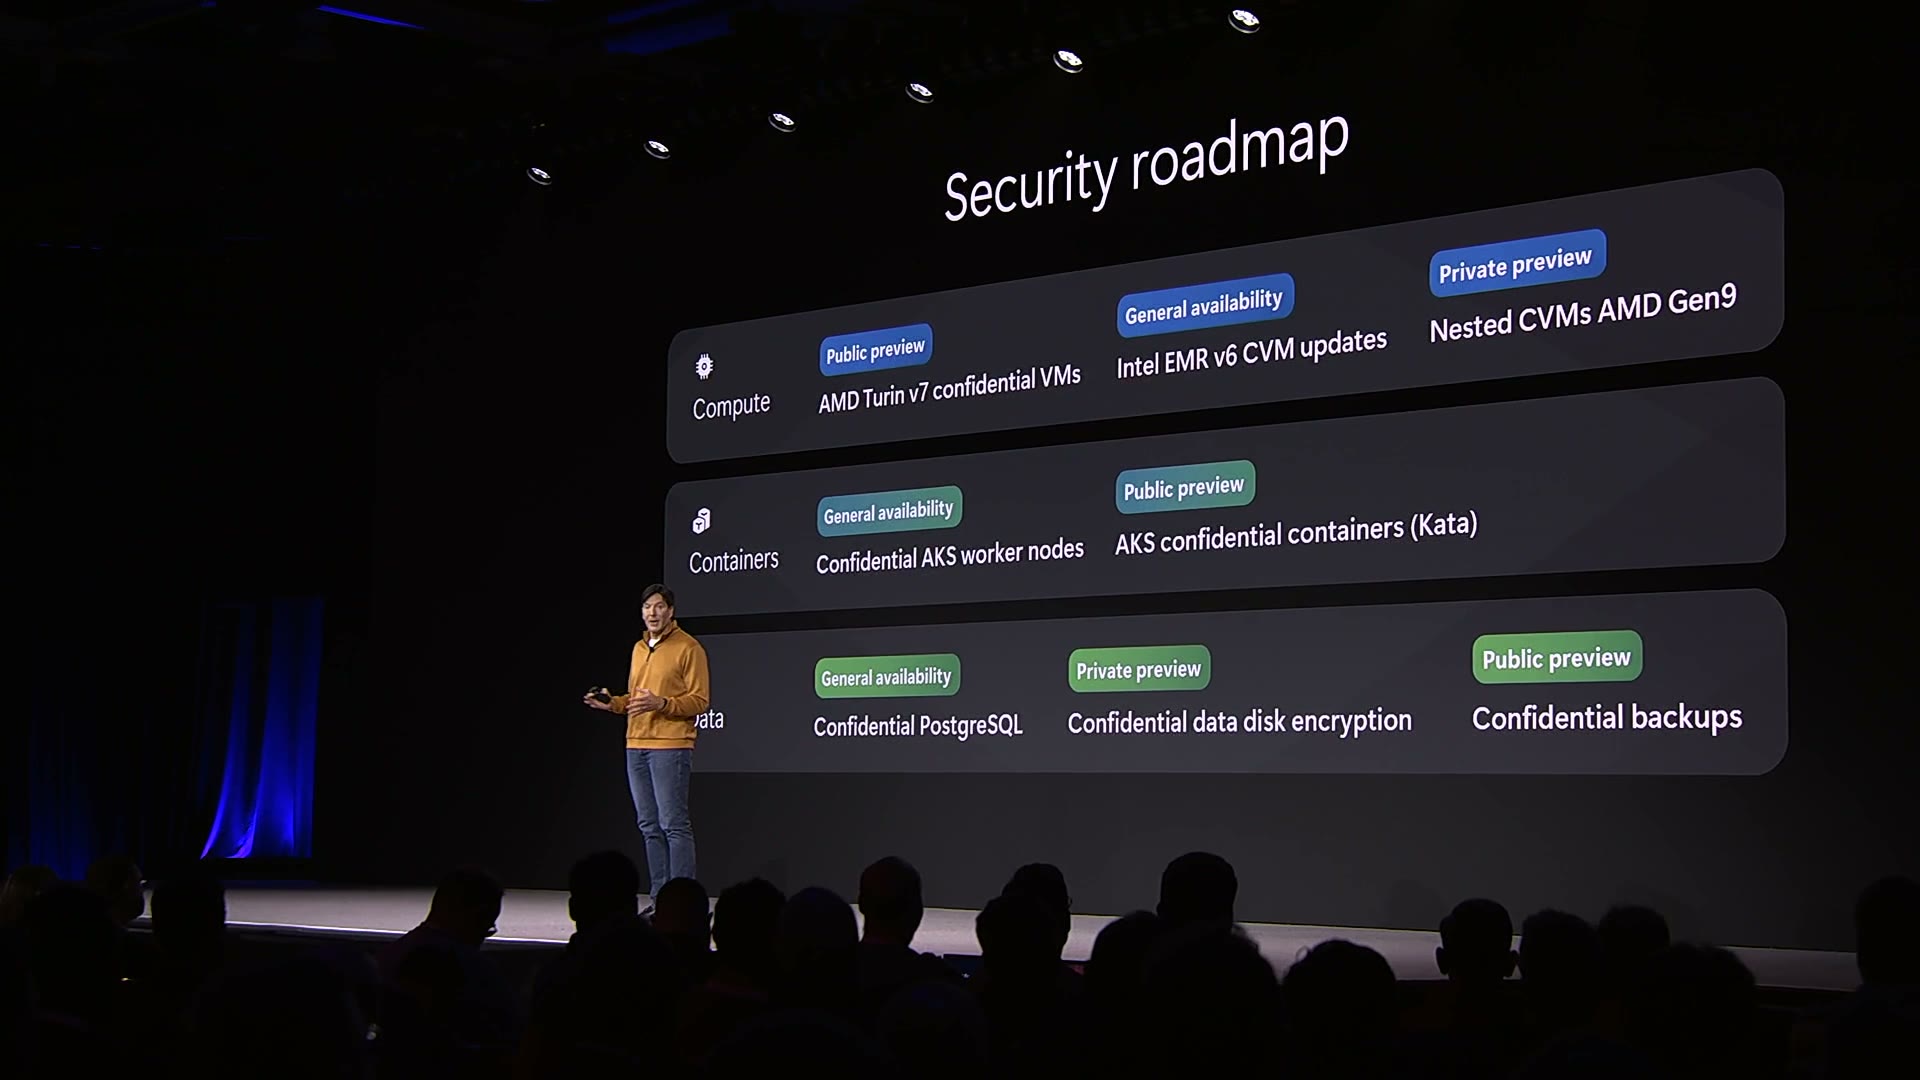 Security roadmap
Compute
Public preview
AMD Turin v7 confidential VMs
General availability
Intel EMR v6 CVM updates
Private preview
Nested CVMs AMD Gen9
Containers
General availability
Confidential AKS worker nodes
Public preview
AKS confidential containers (Kata)
ata
General availability
Confidential PostgreSQL
Private preview
Confidential data disk encryption
Public preview
Confidential backups